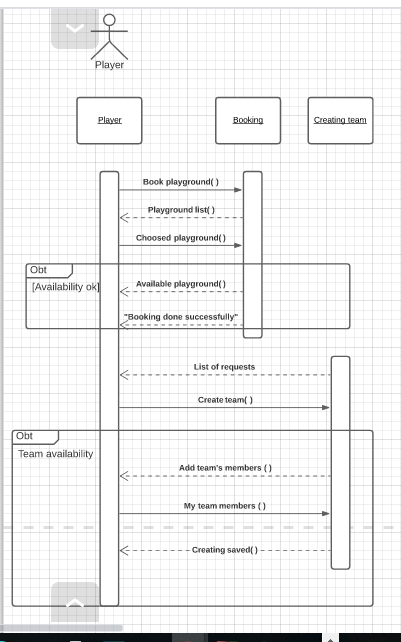 Player
Player
Booking
Creating team
Book playground( )
Playground list( )
Choosed playground( )
Obt
[Availability ok]
Available playground( )
"Booking done successfully"
List of requests
Create team( )
Obt
Team availability
Add team's members ( )
My team members ( )
Creating saved( )